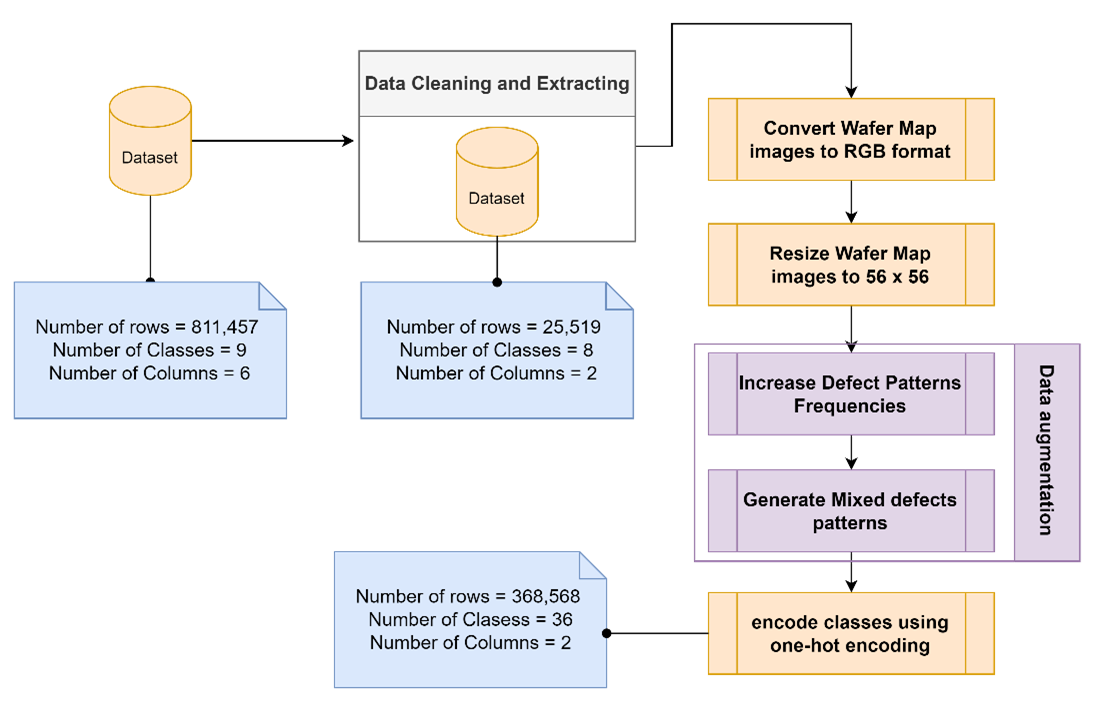 Dataset
Data Cleaning and Extracting
Dataset
Number of rows = 811,457
Number of Classes = 9
Number of Columns = 6
Number of rows = 25,519
Number of Classes = 8
Number of Columns = 2
Convert Wafer Map
images to RGB format
Resize Wafer Map
images to 56 x 56
Increase Defect Patterns
Frequencies
Generate Mixed defects
patterns
Data augmentation
encode classes using
one-hot encoding
Number of rows = 368,568
Number of Clasess = 36
Number of Columns = 2